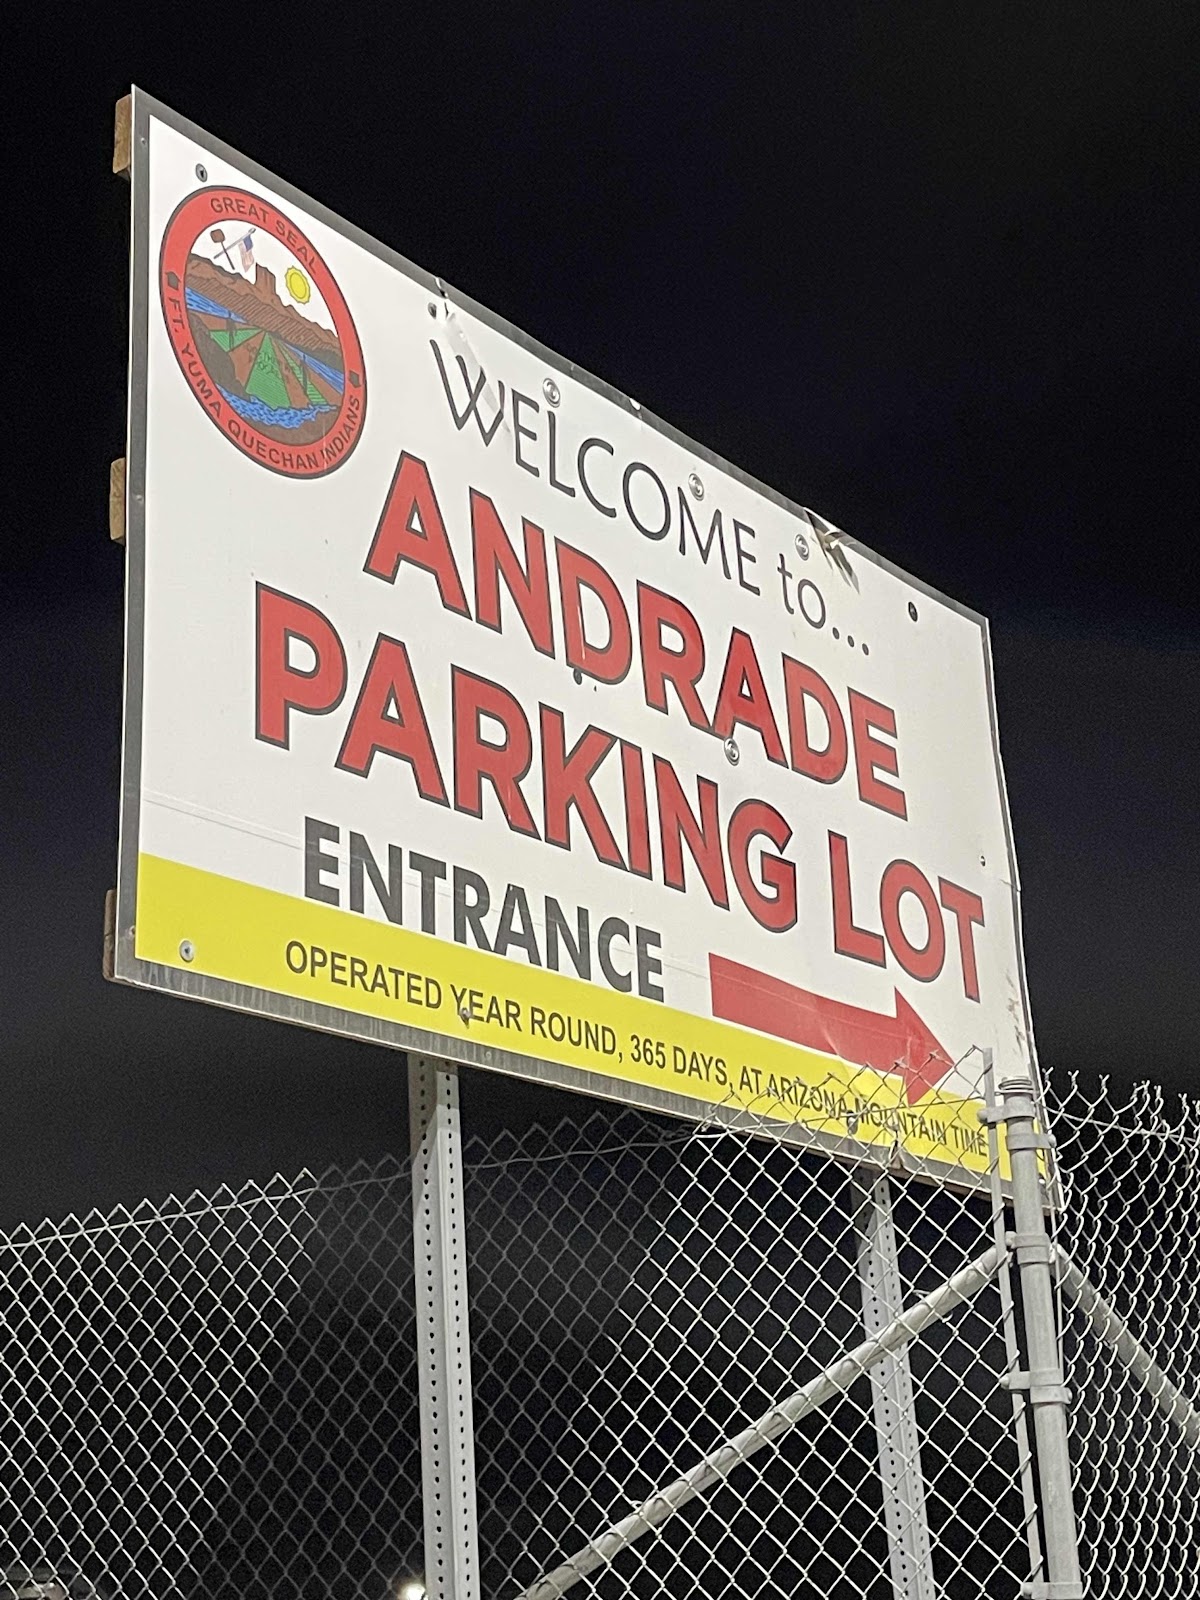 GREAT SEAL
FT. YUMA QUECHAN INDIANS
WELCOME to...
ANDRADE
PARKING LOT
ENTRANCE
OPERATED YEAR ROUND, 365 DAYS, AT ARIZONA MOUNTAIN TIME